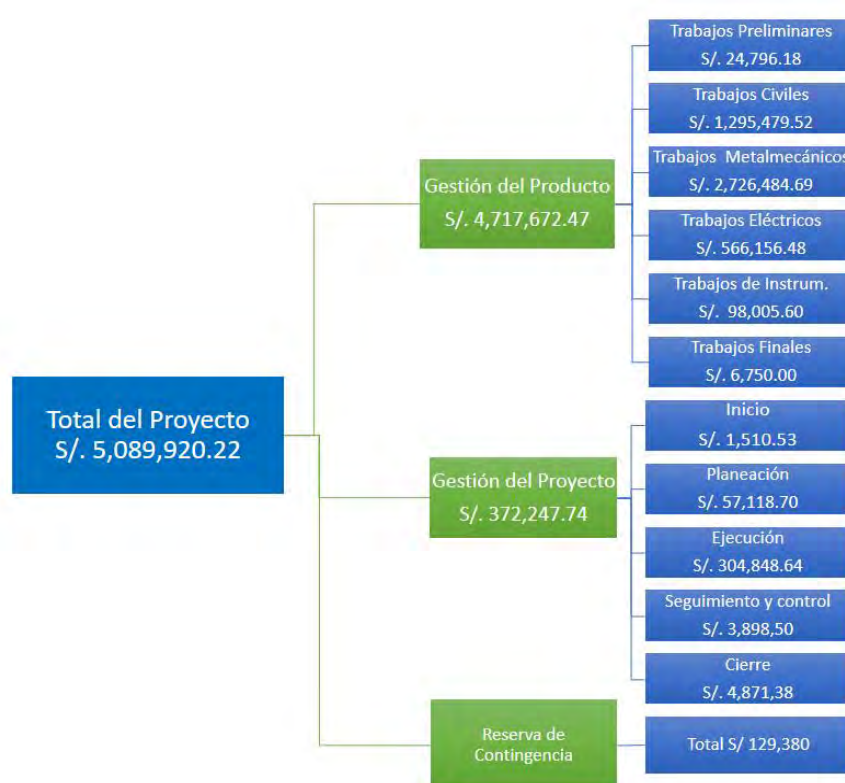 Total del Proyecto
S/. 5,089,920.22
Gestión del Producto
S/. 4,717,672.47
Trabajos Preliminares
S/. 24,796.18
Trabajos Civiles
S/. 1,295,479.52
Trabajos Metalmecánicos
S/. 2,726,484.69
Trabajos Eléctricos
S/. 566,156.48
Trabajos de Instrum.
S/. 98,005.60
Trabajos Finales
S/. 6,750.00
Gestión del Proyecto
S/. 372,247.74
Inicio
S/. 1,510.53
Planeación
S/. 57,118.70
Ejecución
S/. 304,848.64
Seguimiento y control
S/. 3,898,50
Cierre
S/. 4,871,38
Reserva de
Contingencia
Total S/ 129,380